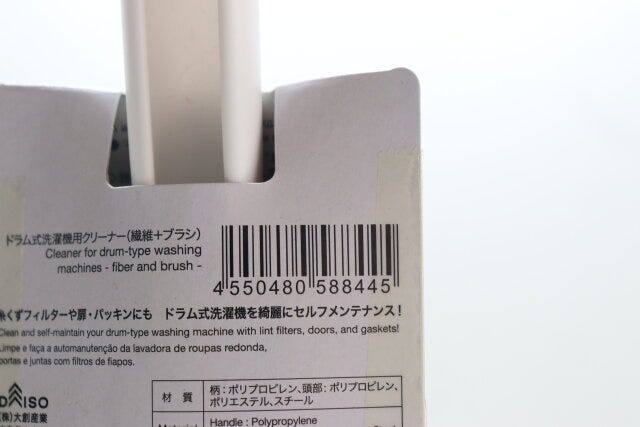 ドラム式洗濯機用クリーナー(繊維+ブラシ)
Cleaner for drum-type washing
machines - fiber and brush -
4 550480 588445
糸くずフィルターや扉・パッキンにも ドラム式洗濯機を綺麗にセルフメンテナンス!
Clean and self-maintain your drum-type washing machine with lint filters, doors, and gaskets!
Limpe e faça a automanutenção da lavadora de roupas redonda,
portas e juntas com filtros de fiapos.
DAISO
(株)大創産業
材 質
柄:ポリプロピレン、頭部:ポリプロピレン、
ポリエステル、スチール
Material
Handle : Polypropylene